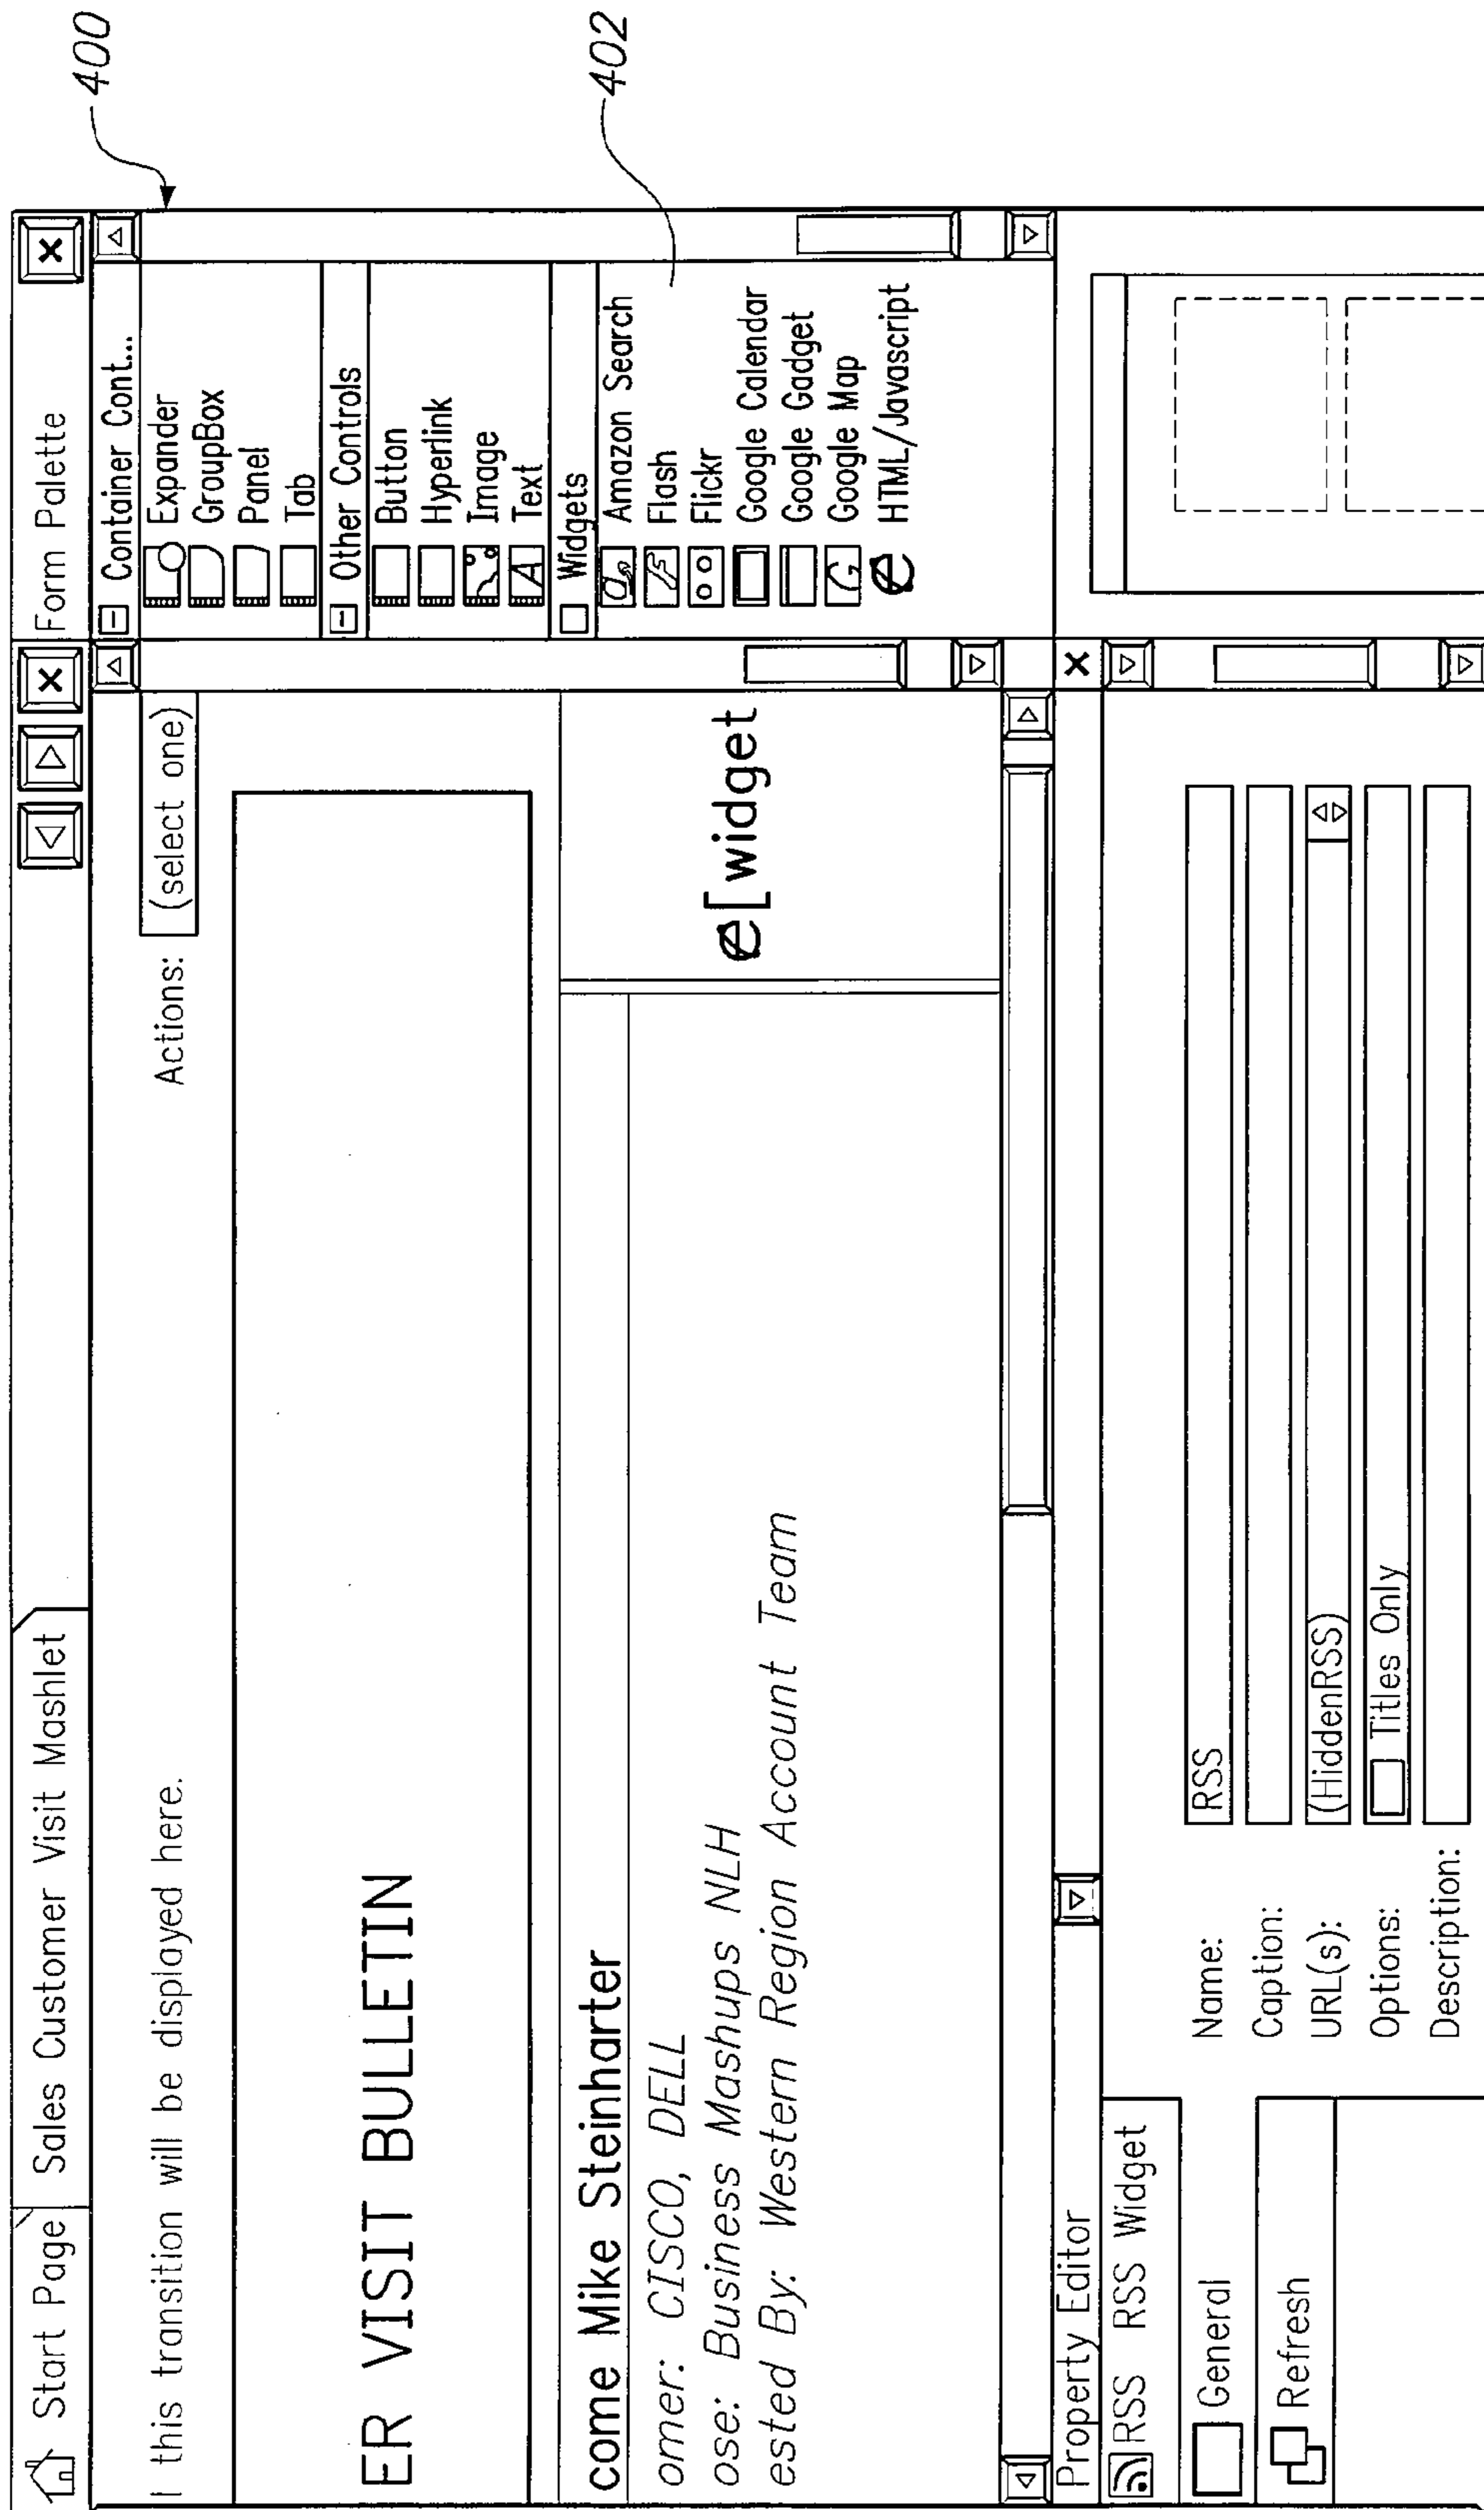 400
402
Start Page
Sales Customer Visit Mashlet
Form Palette
this transition will be displayed here.
Actions: (select one)
ER VISIT BULLETIN
come Mike Steinharter
omer: CISCO, DELL
ose: Business Mashups NLH
ested By: Western Region Account Team
e[widget
Container Cont...
Expander
GroupBox
Panel
Tab
Other Controls
Button
Hyperlink
Image
A Text
Widgets
a Amazon Search
f Flash
Flickr
Google Calendar
Google Gadget
G Google Map
e HTML/Javascript
Property Editor
RSS RSS Widget
General
Refresh
Name: RSS
Caption:
URL(s): (HiddenRSS)
Options: Titles Only
Description: